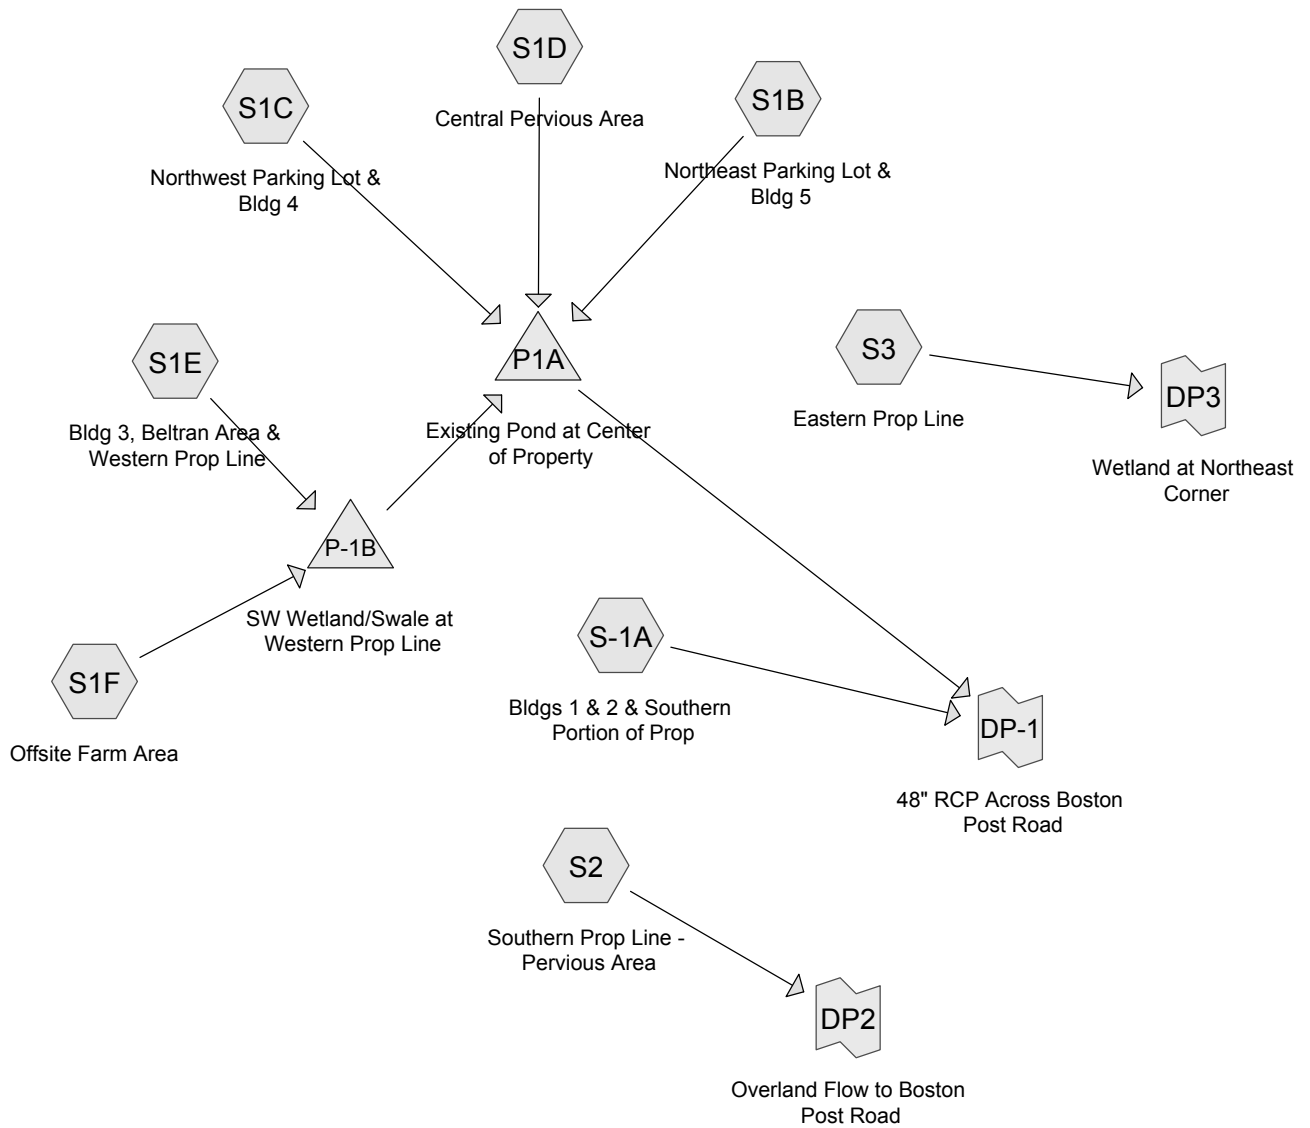 S1D
Central Pervious Area
S1C
Northwest Parking Lot &
Bldg 4
S1B
Northeast Parking Lot &
Bldg 5
P1A
Existing Pond at Center
of Property
S1E
Bldg 3, Beltran Area &
Western Prop Line
S3
Eastern Prop Line
DP3
Wetland at Northeast
Corner
P-1B
SW Wetland/Swale at
Western Prop Line
S1F
Offsite Farm Area
S-1A
Bldgs 1 & 2 & Southern
Portion of Prop
DP-1
48" RCP Across Boston
Post Road
S2
Southern Prop Line -
Pervious Area
DP2
Overland Flow to Boston
Post Road